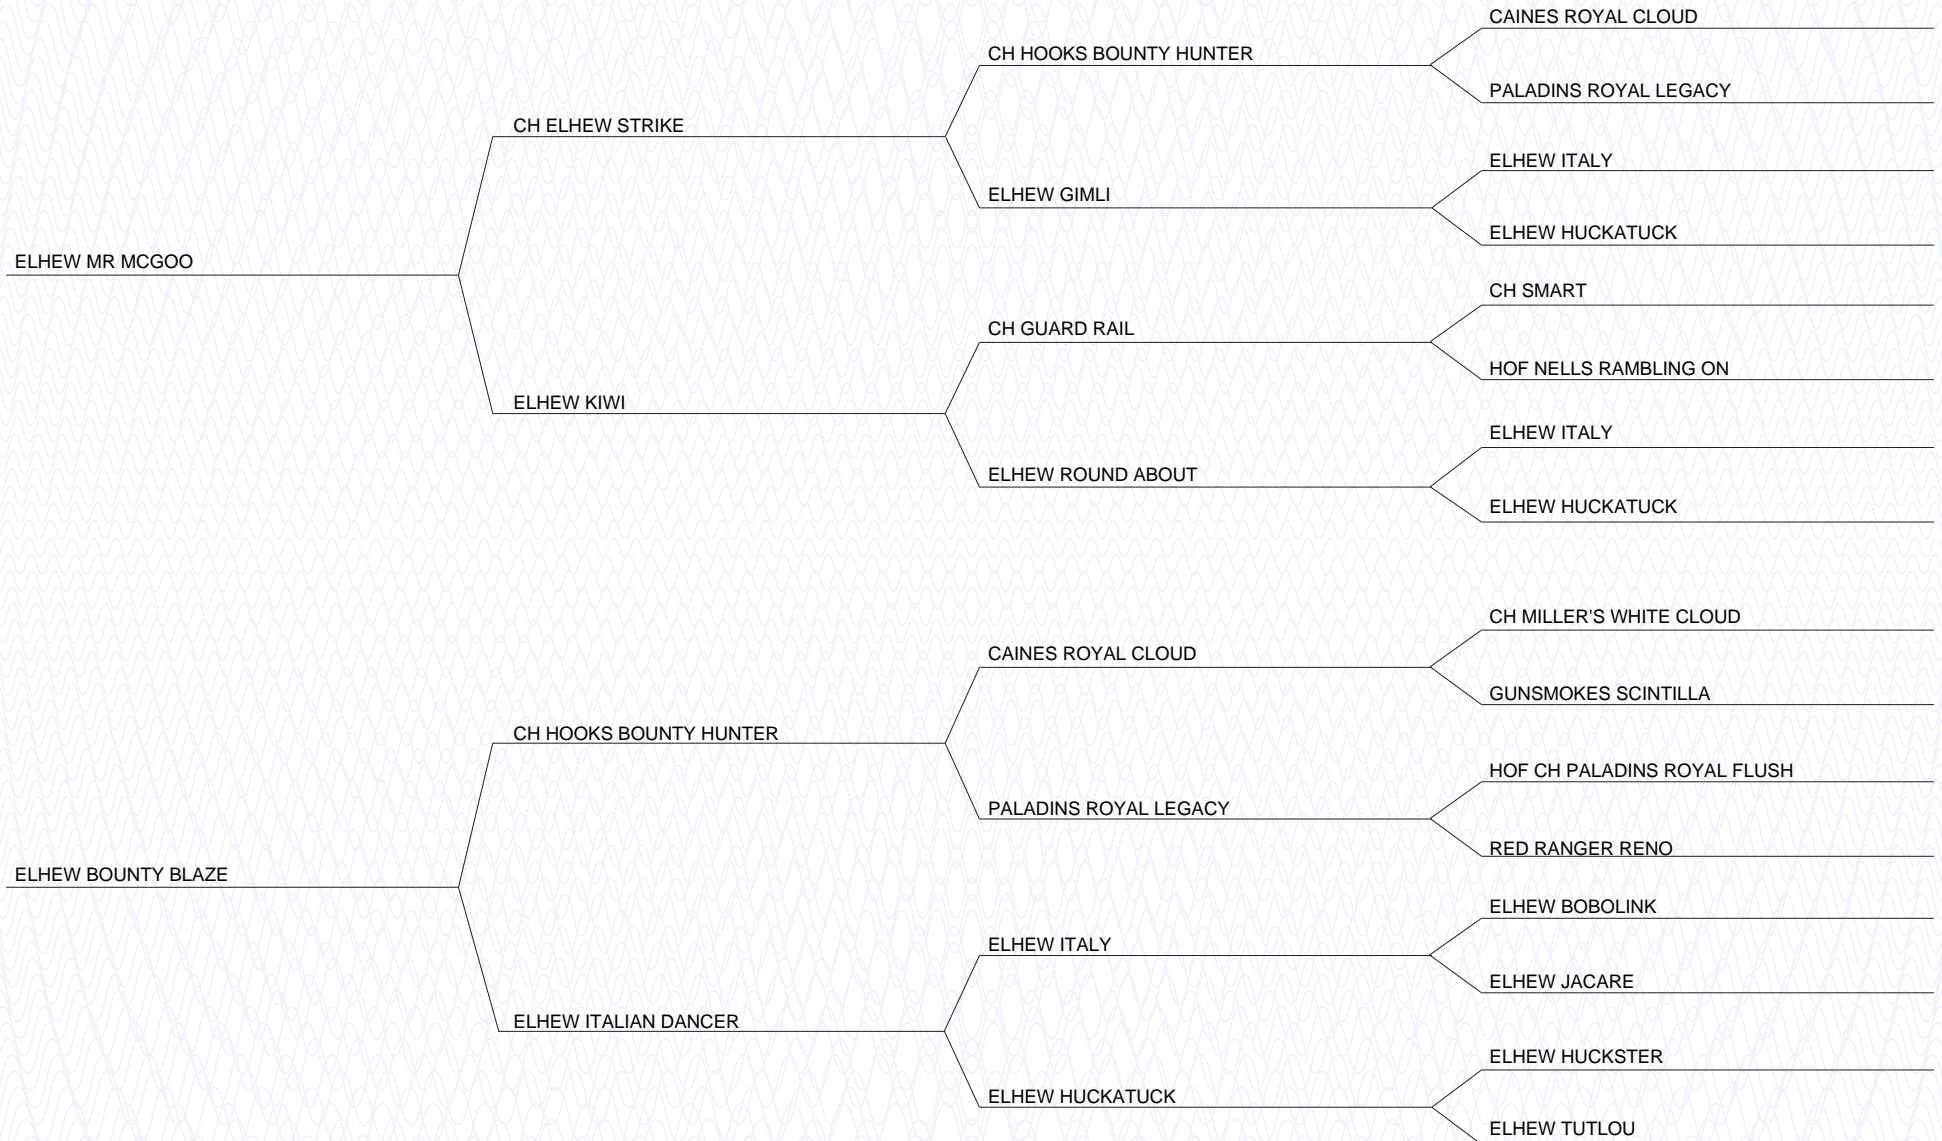 CAINES ROYAL CLOUD
CH HOOKS BOUNTY HUNTER
PALADINS ROYAL LEGACY
CH ELHEW STRIKE
ELHEW ITALY
ELHEW GIMLI
ELHEW HUCKATUCK
ELHEW MR MCGOO
CH SMART
CH GUARD RAIL
HOF NELLS RAMBLING ON
ELHEW KIWI
ELHEW ITALY
ELHEW ROUND ABOUT
ELHEW HUCKATUCK
CH MILLER'S WHITE CLOUD
CAINES ROYAL CLOUD
GUNSMOKES SCINTILLA
CH HOOKS BOUNTY HUNTER
HOF CH PALADINS ROYAL FLUSH
PALADINS ROYAL LEGACY
RED RANGER RENO
ELHEW BOUNTY BLAZE
ELHEW BOBOLINK
ELHEW ITALY
ELHEW JACARE
ELHEW ITALIAN DANCER
ELHEW HUCKSTER
ELHEW HUCKATUCK
ELHEW TUTLOU